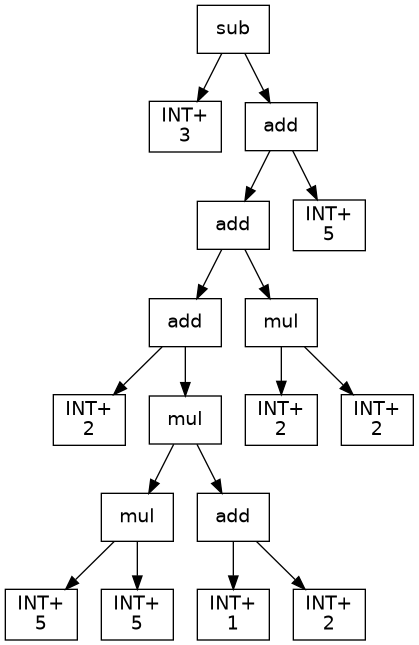 sub
INT+
3
add
add
INT+
5
add
mul
INT+
2
mul
INT+
2
INT+
2
mul
add
INT+
5
INT+
5
INT+
1
INT+
2